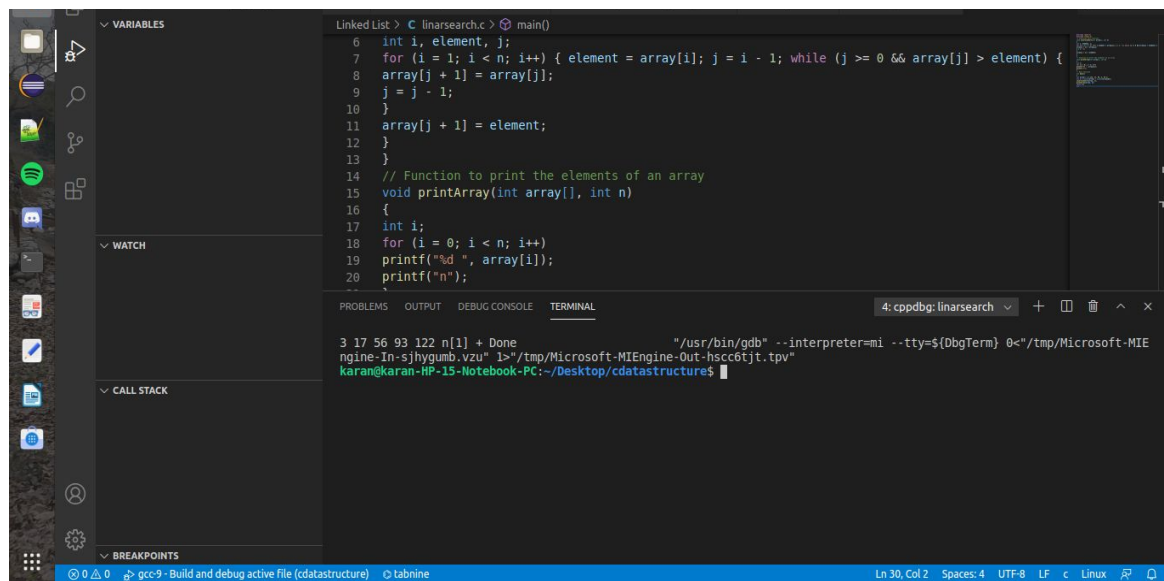 VARIABLES
Linked List > C linarsearch.c > main()
6 int i, element, j;
7 for (i = 1; i < n; i++) { element = array[i]; j = i - 1; while (j >= 0 && array[j] > element) {
8 array[j + 1] = array[j];
9 j = j - 1;
10 }
11 array[j + 1] = element;
12 }
13 }
14 // Function to print the elements of an array
15 void printArray(int array[], int n)
16 {
17 int i;
18 for (i = 0; i < n; i++)
19 printf("%d ", array[i]);
20 printf("n");
WATCH
PROBLEMS OUTPUT DEBUG CONSOLE TERMINAL 4: cppdbg: linarsearch
3 17 56 93 122 n[1] + Done "/usr/bin/gdb" --interpreter=mi --tty=${DbgTerm} 0<"/tmp/Microsoft-MIE
ngine-In-sjhygumb.vzu" 1>"/tmp/Microsoft-MIEngine-Out-hscc6tjt.tpv"
karan@karan-HP-15-Notebook-PC:~/Desktop/cdatastructure$
CALL STACK
BREAKPOINTS
0 0 gcc-9 - Build and debug active file (cdatastructure) tabnine Ln 30, Col 2 Spaces: 4 UTF-8 LF c Linux